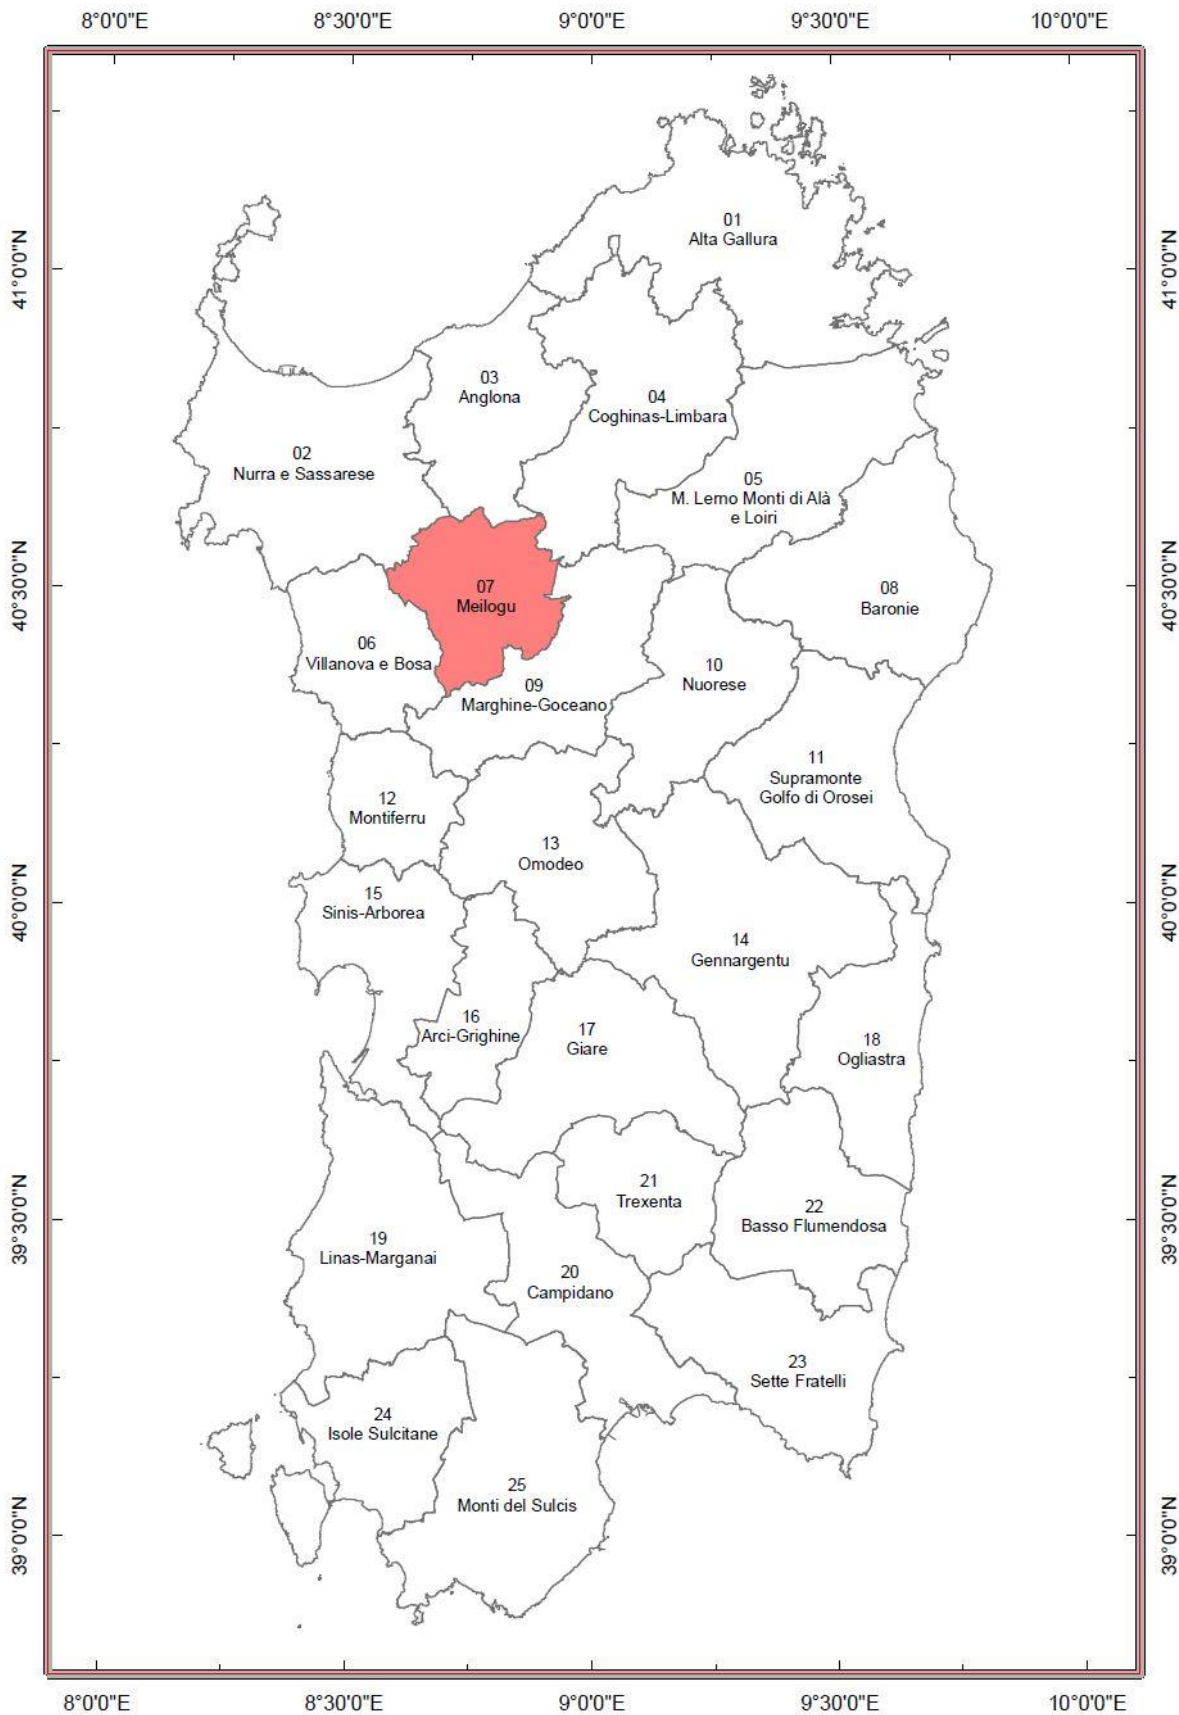 8°0'0"E
8°30'0"E
9°0'0"E
9°30'0"E
10°0'0"E
41°0'0"N
41°0'0"N
40°30'0"N
40°30'0"N
40°0'0"N
40°0'0"N
39°30'0"N
39°30'0"N
39°0'0"N
39°0'0"N
01
Alta Gallura
02
Nurra e Sassarese
03
Anglona
04
Coghinas-Limbara
05
M. Lerno Monti di Alà
e Loiri
06
Villanova e Bosa
07
Meilogu
08
Baronie
09
Marghine-Goceano
10
Nuorese
11
Supramonte
Golfo di Orosei
12
Montiferru
13
Omodeo
14
Gennargentu
15
Sinis-Arborea
16
Arci-Grighine
17
Giare
18
Ogliastra
19
Linas-Marganai
20
Campidano
21
Trexenta
22
Basso Flumendosa
23
Sette Fratelli
24
Isole Sulcitane
25
Monti del Sulcis
8°0'0"E
8°30'0"E
9°0'0"E
9°30'0"E
10°0'0"E